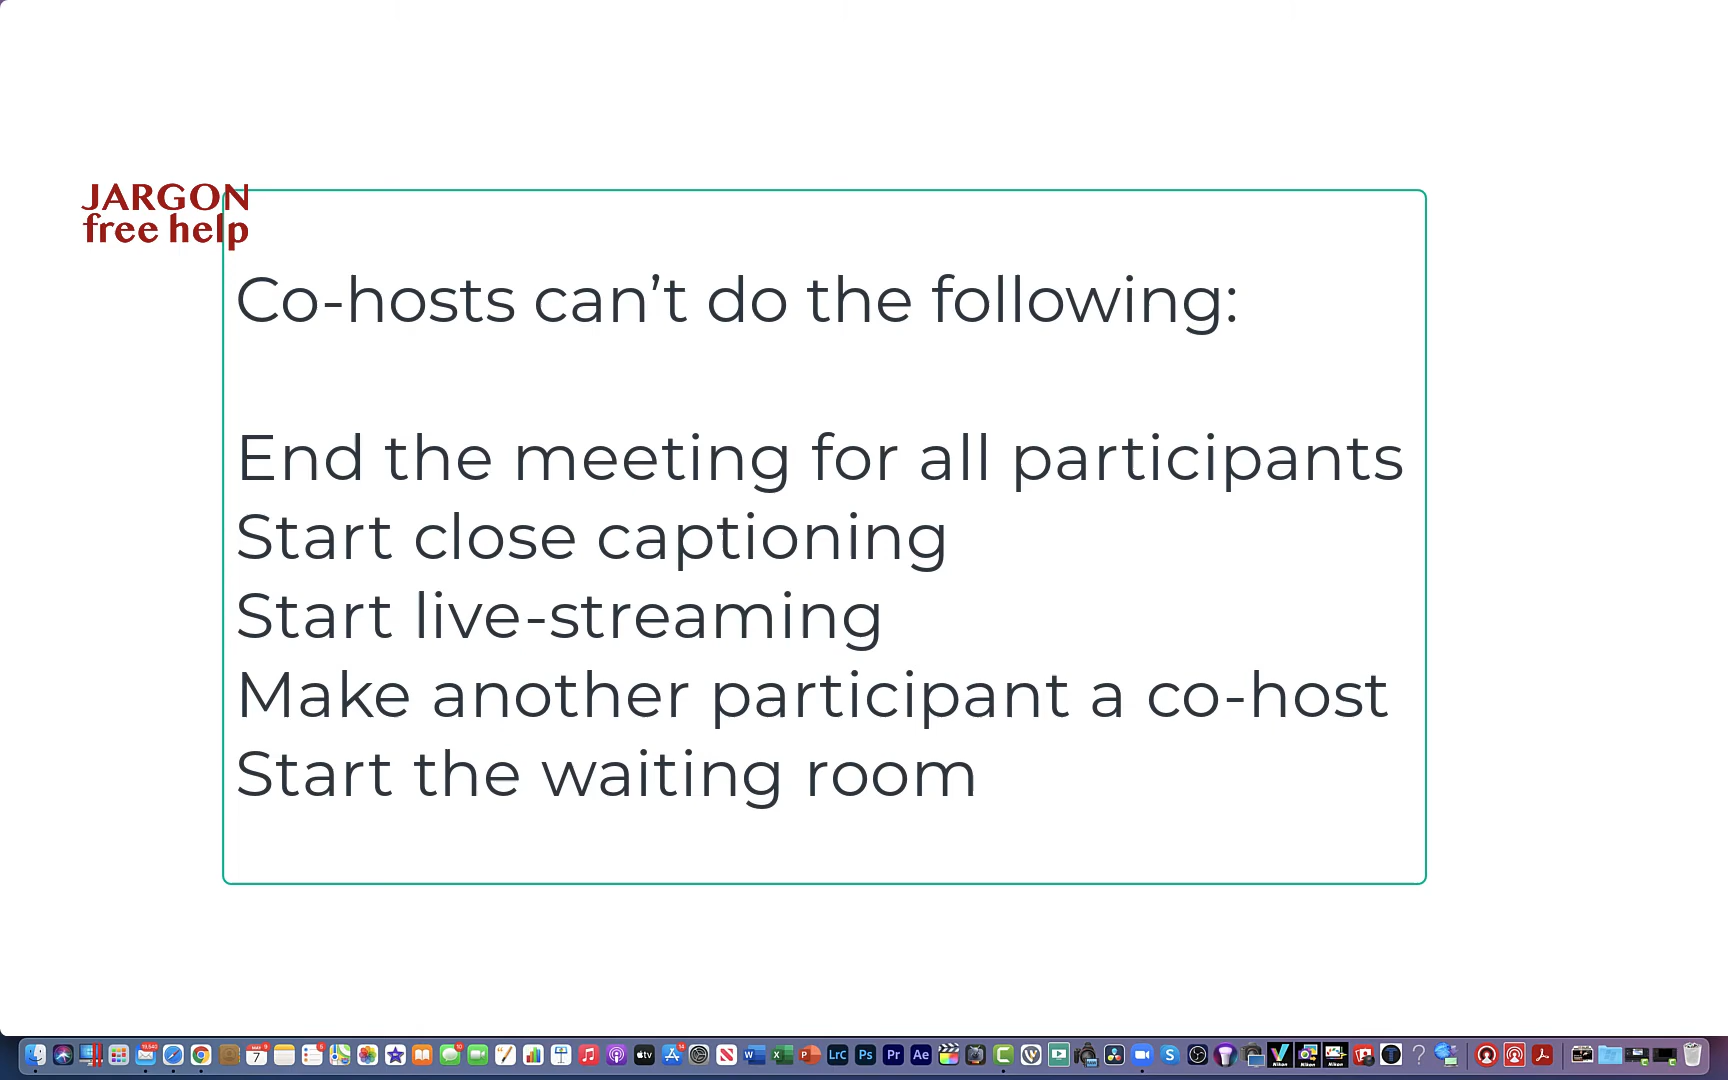 JARGON
free help
Co-hosts can’t do the following:
End the meeting for all participants
Start close captioning
Start live-streaming
Make another participant a co-host
Start the waiting room